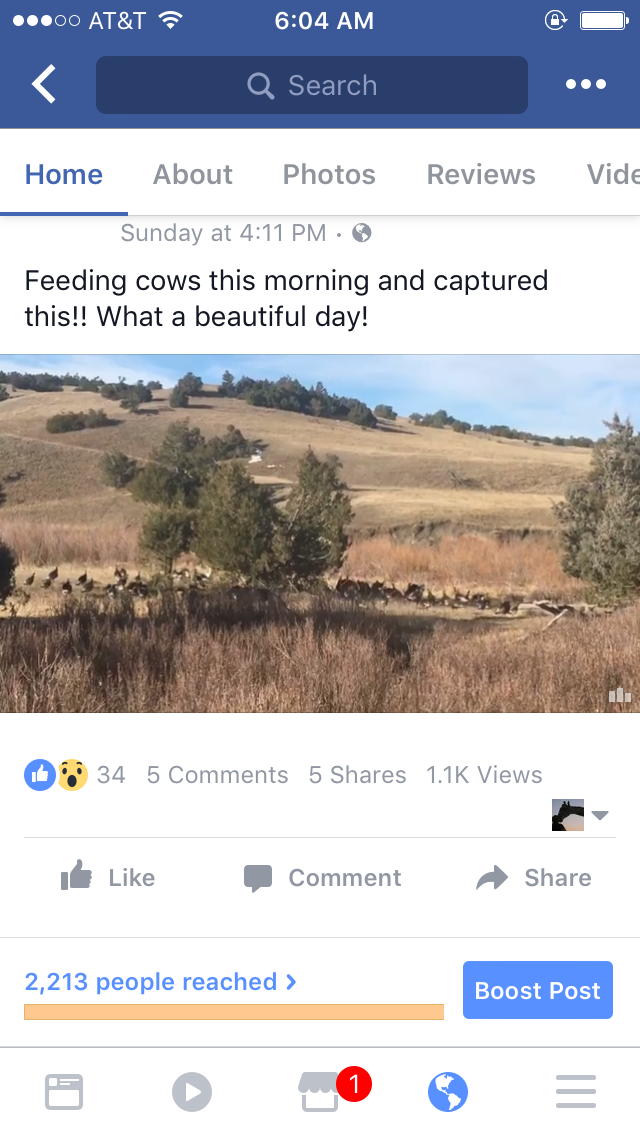 AT&T 6:04 AM
Search
Home About Photos Reviews Vide
Sunday at 4:11 PM
Feeding cows this morning and captured
this!! What a beautiful day!
34 5 Comments 5 Shares 1.1K Views
Like Comment Share
2,213 people reached
Boost Post
1